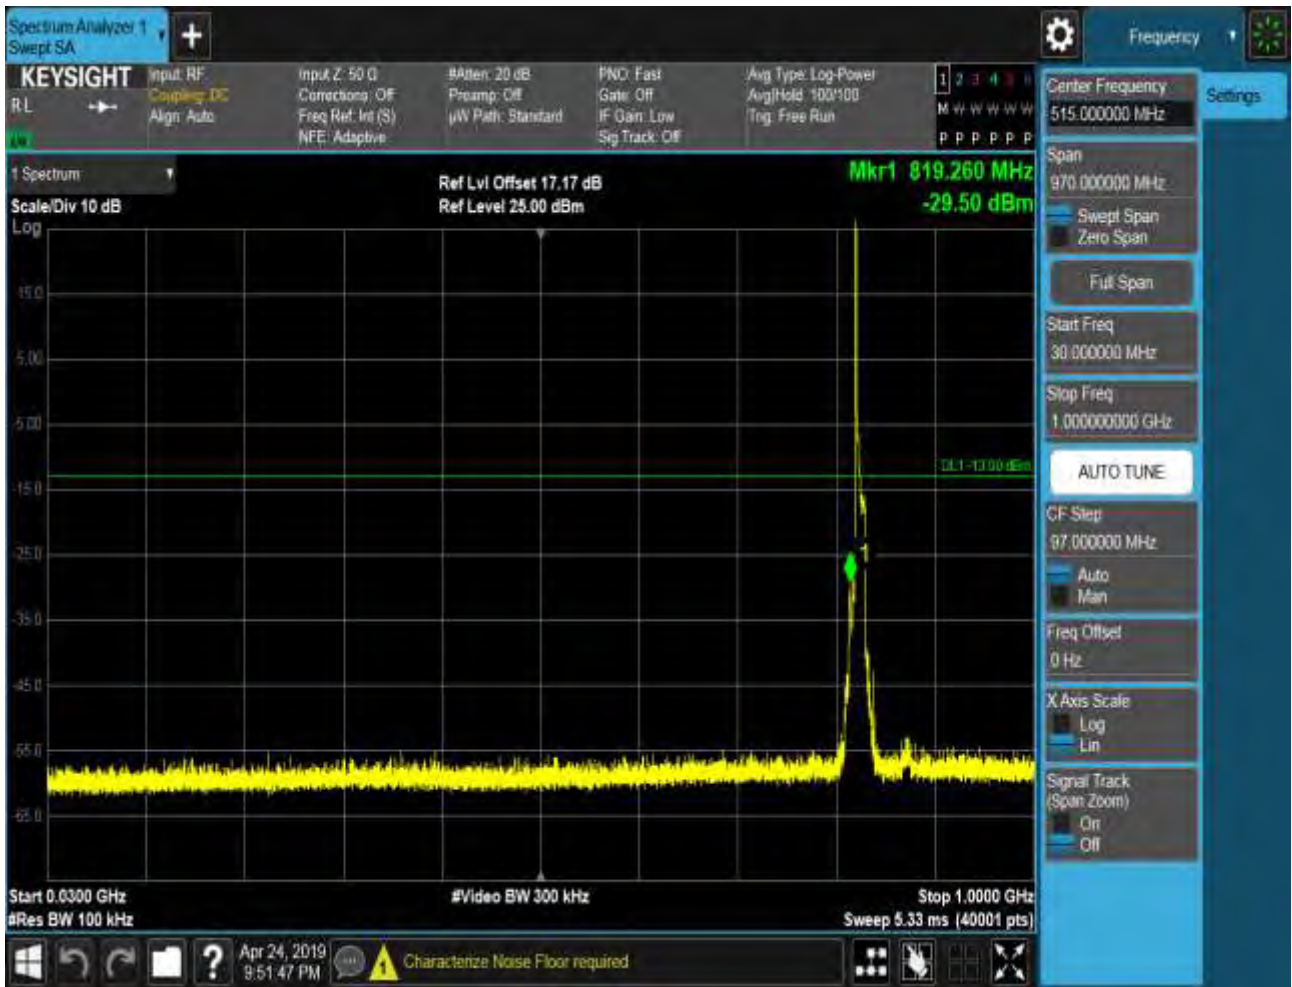 Spectrum Analyzer 1
Swept SA
Frequency
KEYSIGHT
R L
Input: RF
Coupling: DC
Align: Auto
Input Z: 50 Ω
Corrections: Off
Freq Ref: Int (S)
NFE: Adaptive
#Atten: 20 dB
Preamp: Off
µW Path: Standard
PNO: Fast
Gate: Off
IF Gain: Low
Sig Track: Off
Avg Type: Log-Power
Avg|Hold: 100/100
Trig: Free Run
1 2 3 4 5 6
M W W W W W
P P P P P P
1 Spectrum
Scale/Div 10 dB
Log
Ref Lvl Offset 17.17 dB
Ref Level 25.00 dBm
Mkr1 819.260 MHz
-29.50 dBm
15.0
5.00
-5.00
DL1 -13.00 dBm
-15.0
-25.0
1
-35.0
-45.0
-55.0
-65.0
Start 0.0300 GHz
#Video BW 300 kHz
Stop 1.0000 GHz
#Res BW 100 kHz
Sweep 5.33 ms (40001 pts)
Center Frequency
515.000000 MHz
Settings
Span
970.000000 MHz
Swept Span
Zero Span
Full Span
Start Freq
30.000000 MHz
Stop Freq
1.000000000 GHz
AUTO TUNE
CF Step
97.000000 MHz
Auto
Man
Freq Offset
0 Hz
X Axis Scale
Log
Lin
Signal Track
(Span Zoom)
On
Off
?
Apr 24, 2019
9:51:47 PM
1
Characterize Noise Floor required